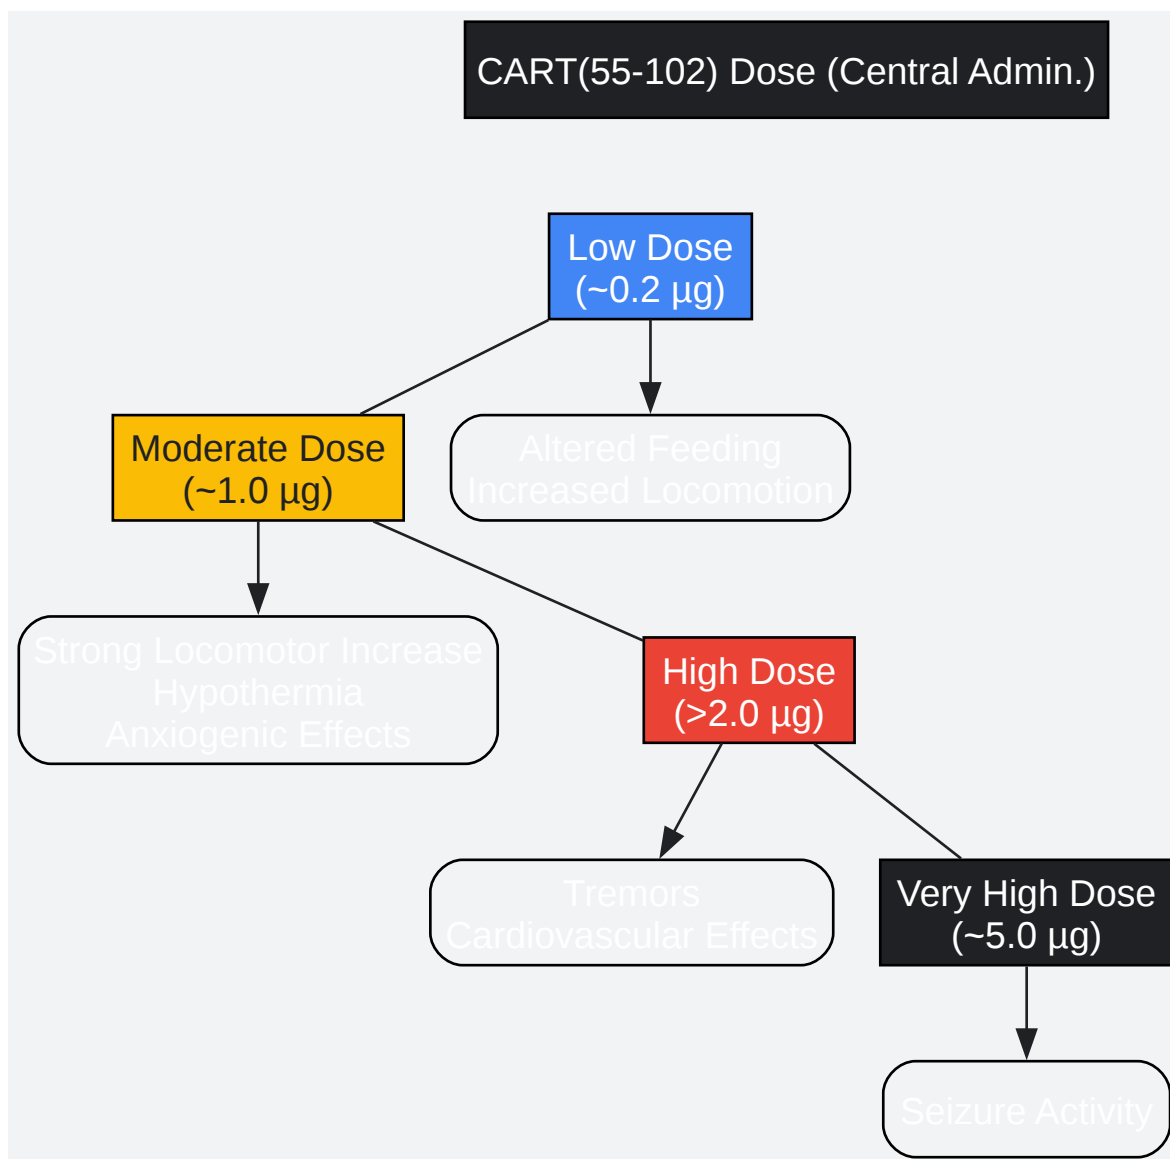 CART(55-102) Dose (Central Admin.)
Low Dose
(~0.2 µg)
Moderate Dose
(~1.0 µg)
Altered Feeding
Increased Locomotion
Strong Locomotor Increase
Hypothermia
Anxiogenic Effects
High Dose
(>2.0 µg)
Tremors
Cardiovascular Effects
Very High Dose
(~5.0 µg)
Seizure Activity